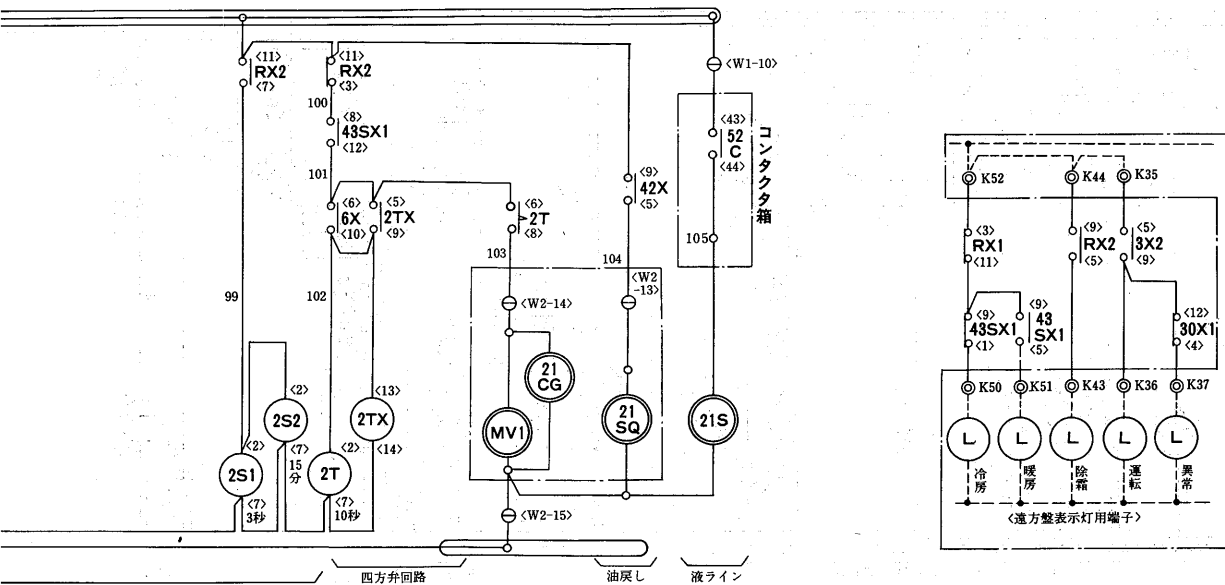 <11>
RX2
<7>
<11>
RX2
<3>
100
<8>
43SX1
<12>
101
<6>
6X
<10>
<5>
2TX
<9>
<6>
2T
<8>
103
<9>
42X
<5>
104
<W1-10>
<43>
52
C
<44>
コンタクタ箱
105
99
102
<W2-14>
<W2
-13>
21
CG
MV1
21
SQ
21S
<2>
2S2
<7>
15
分
<2>
2S1
<7>
3秒
<13>
2TX
<14>
<2>
2T
<7>
10秒
<W2-15>
四方弁回路
油戻し
液ライン
K52
K44
K35
<3>
RX1
<11>
<9>
RX2
<5>
<5>
3X2
<9>
<9>
43SX1
<1>
<9>
43
SX1
<5>
<12>
30X1
<4>
K50
K51
K43
K36
K37
L
L
L
L
L
冷房
暖房
除霜
運転
異常
<遠方盤表示灯用端子>